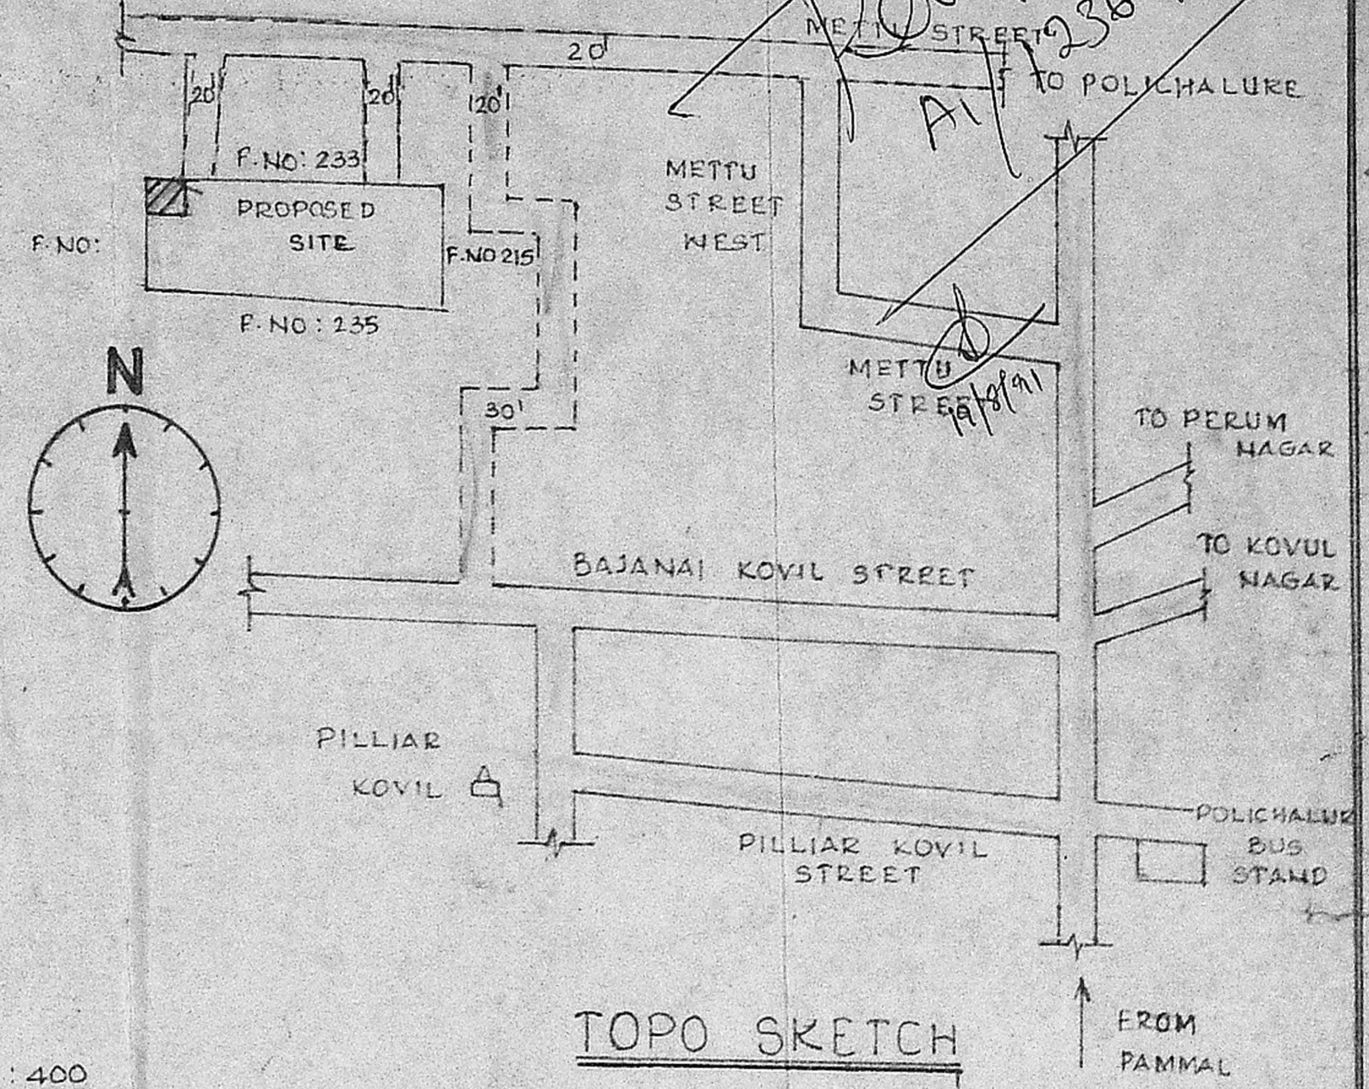 METTU STREET
236
20'
TO POLICHALURE
20'
20'
20'
A1
F.NO: 233
METTU
STREET
WEST
PROPOSED
SITE
F.NO:
F.NO 215
F.NO: 235
N
METTU
STREET
19/8/91
30'
TO PERUM
NAGAR
TO KOVUL
NAGAR
BAJANAI KOVIL STREET
PILLIAR
KOVIL
POLICHALUR
BUS
STAND
PILLIAR KOVIL
STREET
TOPO SKETCH
FROM
PAMMAL
: 400